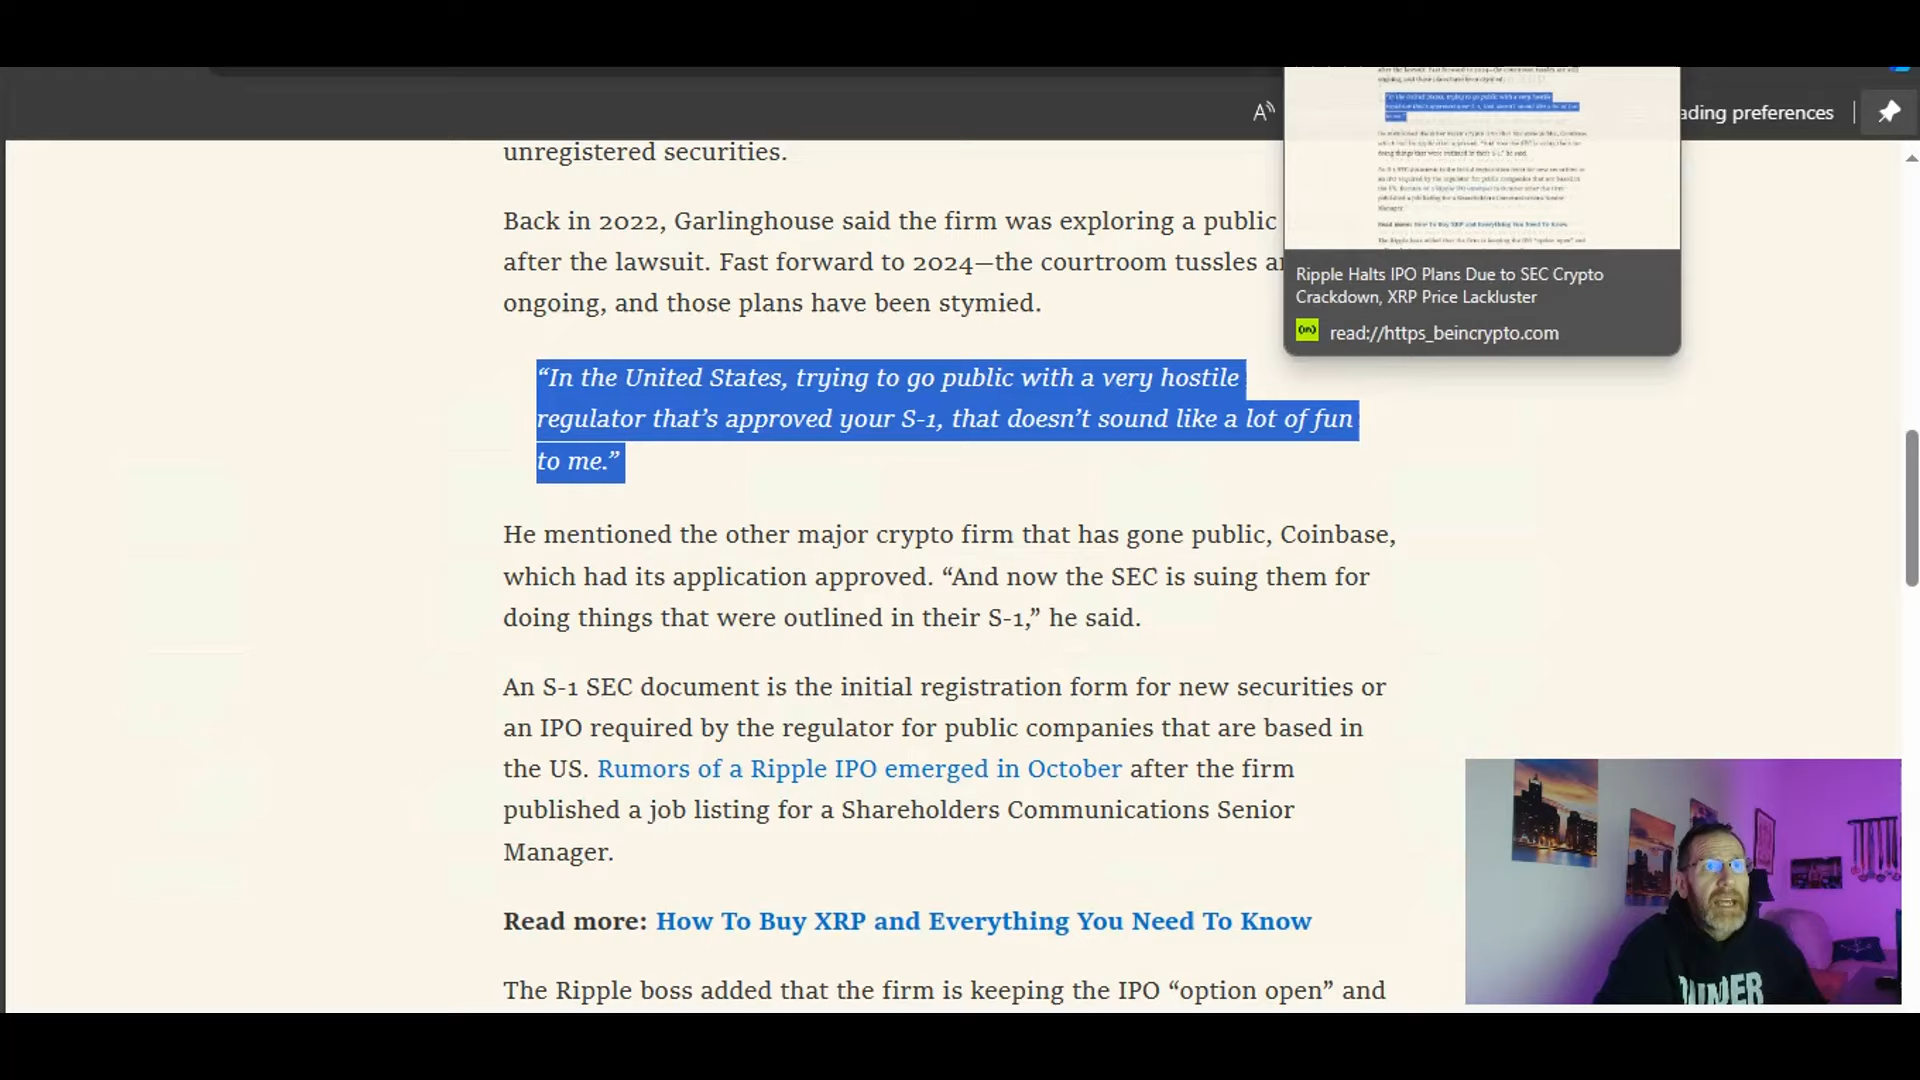 ading preferences
unregistered securities.
Back in 2022, Garlinghouse said the firm was exploring a public
after the lawsuit. Fast forward to 2024—the courtroom tussles
ongoing, and those plans have been stymied.
Ripple Halts IPO Plans Due to SEC Crypto
Crackdown, XRP Price Lackluster
read://https_beincrypto.com
“In the United States, trying to go public with a very hostile
regulator that’s approved your S-1, that doesn’t sound like a lot of fun
to me.”
He mentioned the other major crypto firm that has gone public, Coinbase,
which had its application approved. “And now the SEC is suing them for
doing things that were outlined in their S-1,” he said.
An S-1 SEC document is the initial registration form for new securities or
an IPO required by the regulator for public companies that are based in
the US. Rumors of a Ripple IPO emerged in October after the firm
published a job listing for a Shareholders Communications Senior
Manager.
Read more: How To Buy XRP and Everything You Need To Know
The Ripple boss added that the firm is keeping the IPO “option open” and